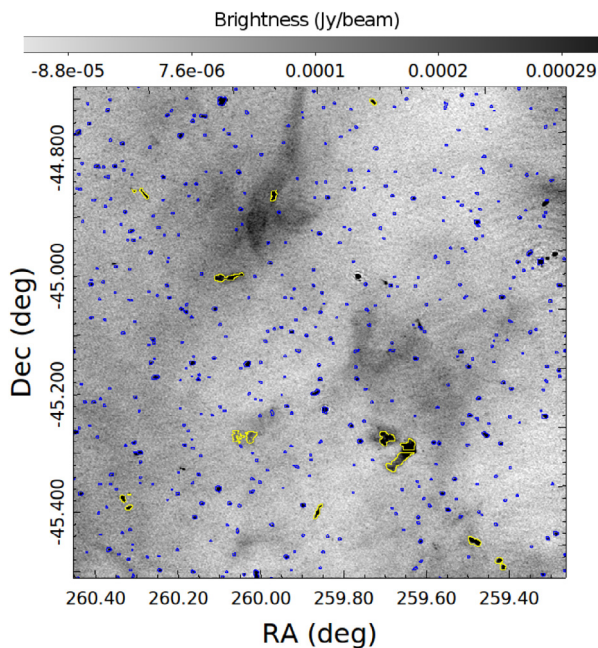 Brightness (Jy/beam)
-8.8e-05 7.6e-06 0.0001 0.0002 0.00029
-44.800
-45.000
-45.200
-45.400
Dec (deg)
260.40 260.20 260.00 259.80 259.60 259.40
RA (deg)